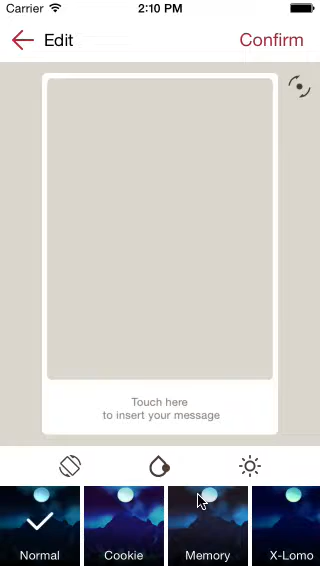 Carrier 2:10 PM
Edit Confirm
Touch here
to insert your message
Normal Cookie Memory X-Lomo